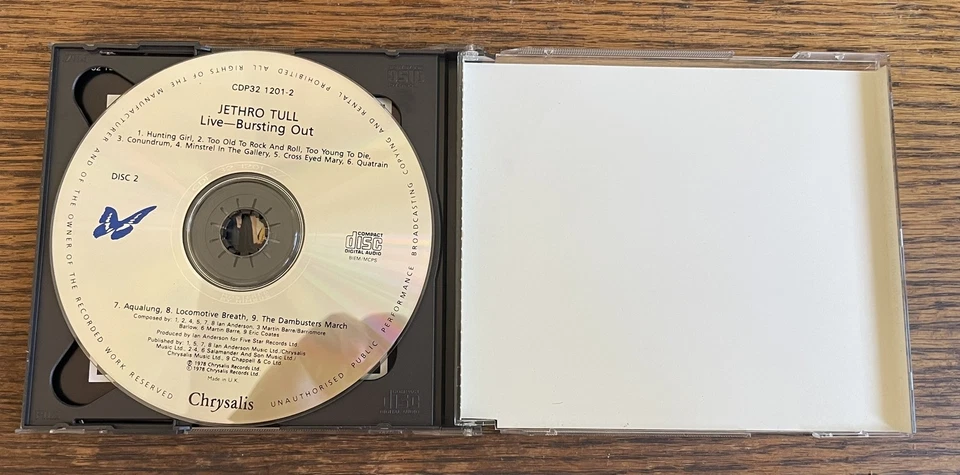 CDP32 1201-2
JETHRO TULL
Live—Bursting Out
1. Hunting Girl, 2. Too Old To Rock And Roll, Too Young To Die,
3. Conundrum, 4. Minstrel In The Gallery, 5. Cross Eyed Mary, 6. Quatrain
DISC 2
COMPACT
disc
DIGITAL AUDIO
BIEM/MCPS
7. Aqualung, 8. Locomotive Breath, 9. The Dambusters March
Composed by: 1, 2, 4, 5, 7, 8 Ian Anderson, 3 Martin Barre/Barriemore
Barlow, 6 Martin Barre, 9 Eric Coates
Produced by Ian Anderson for Five Star Records Ltd
Published by: 1, 5, 7, 8 Ian Anderson Music Ltd./Chrysalis
Music Ltd., 2 4, 6 Salamander And Son Music Ltd./
Chrysalis Music Ltd., 9 Chappell & Co Ltd
℗ 1978 Chrysalis Records Ltd.
© 1978 Chrysalis Records Ltd.
Made in U.K.
Chrysalis
ALL RIGHTS OF THE MANUFACTURER AND OF THE OWNER OF THE RECORDED WORK RESERVED
UNAUTHORISED PUBLIC PERFORMANCE BROADCASTING COPYING AND RENTAL PROHIBITED
COMPACT
disc
DIGITAL AUDIO